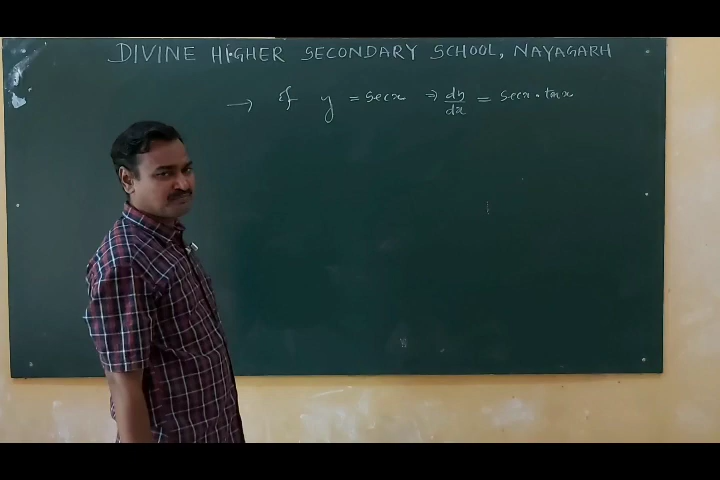 DIVINE HIGHER SECONDARY SCHOOL, NAYAGARH
→ if y = secx ⇒ dy/dx = secx · tanx